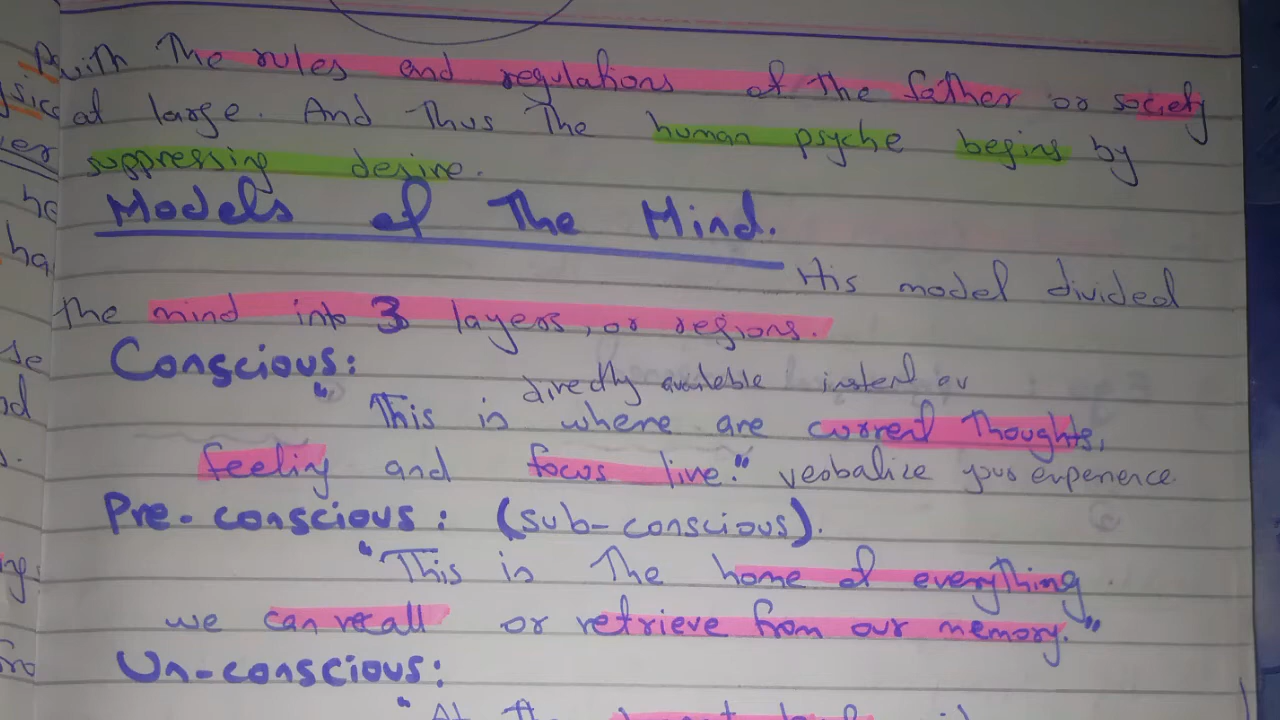 with The rules and regulations of The father or society
at large. And Thus The human psyche begins by
suppressing desire.
Models of The Mind.
His model divided
The mind into 3 layers, or regions.
Conscious:
directly available
"This is where are current Thoughts,
feeling and focus live." verbalize your experience.
Pre-conscious: (sub-conscious).
"This is The home of everything
we can recall or retrieve from our memory."
Un-conscious:
"At the